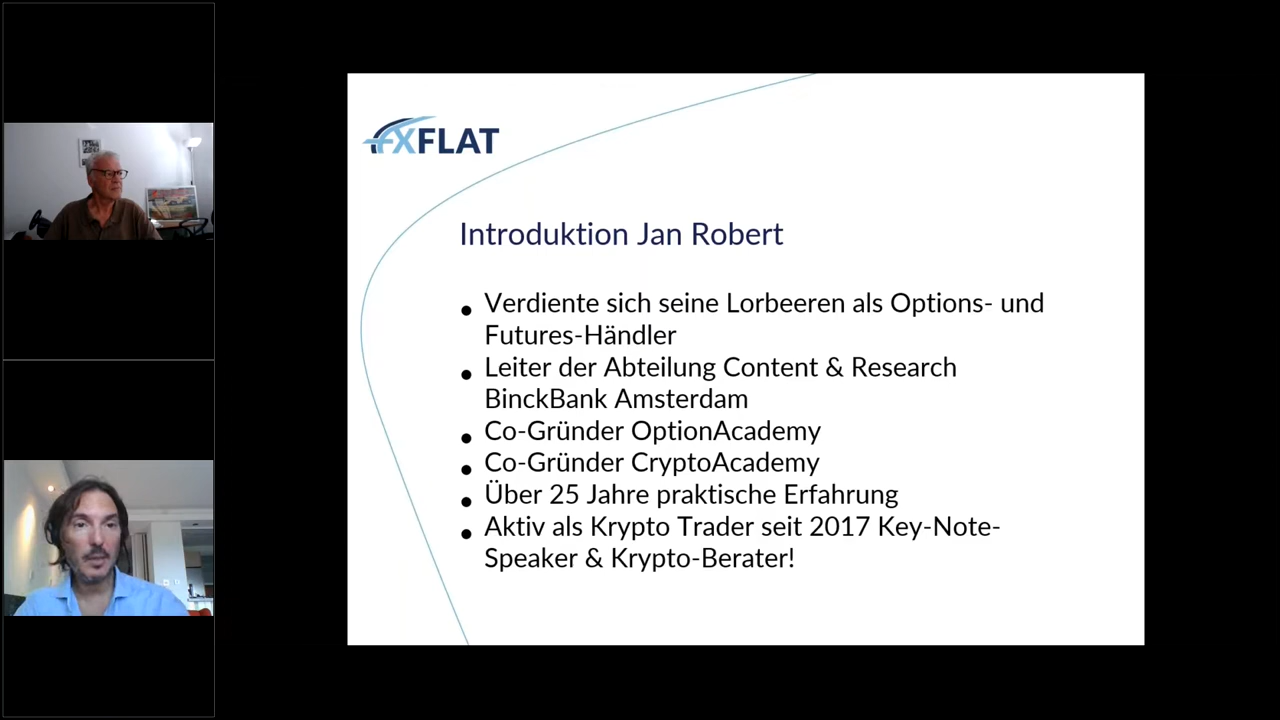 FXFLAT
Introduktion Jan Robert
Verdiente sich seine Lorbeeren als Options- und
Futures-Händler
Leiter der Abteilung Content & Research
BinckBank Amsterdam
Co-Gründer OptionAcademy
Co-Gründer CryptoAcademy
Über 25 Jahre praktische Erfahrung
Aktiv als Krypto Trader seit 2017 Key-Note-
Speaker & Krypto-Berater!